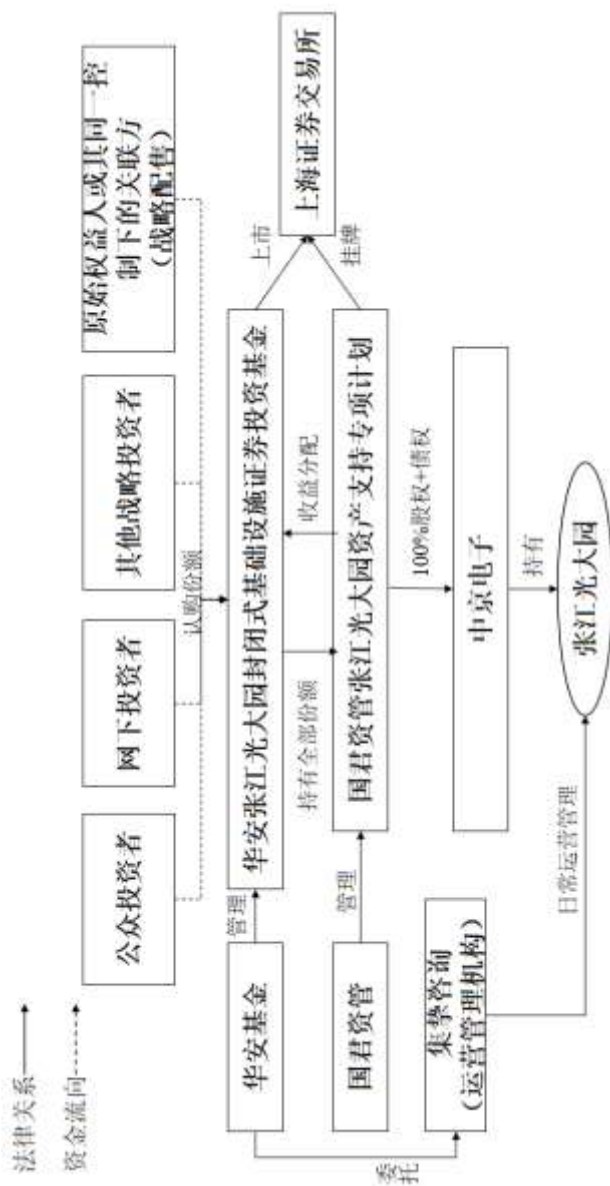 法律关系
资金流向
公众投资者
网下投资者
其他战略投资者
原始权益人或其同一控
制下的关联方
（战略配售）
认购份额
华安基金
管理
华安张江光大园封闭式基础设施证券投资基金
上市
上海证券交易所
挂牌
持有全部份额
收益分配
国君资管
管理
国君资管张江光大园资产支持专项计划
100%股权+债权
委托
集挚咨询
（运营管理机构）
中京电子
持有
日常运营管理
张江光大园